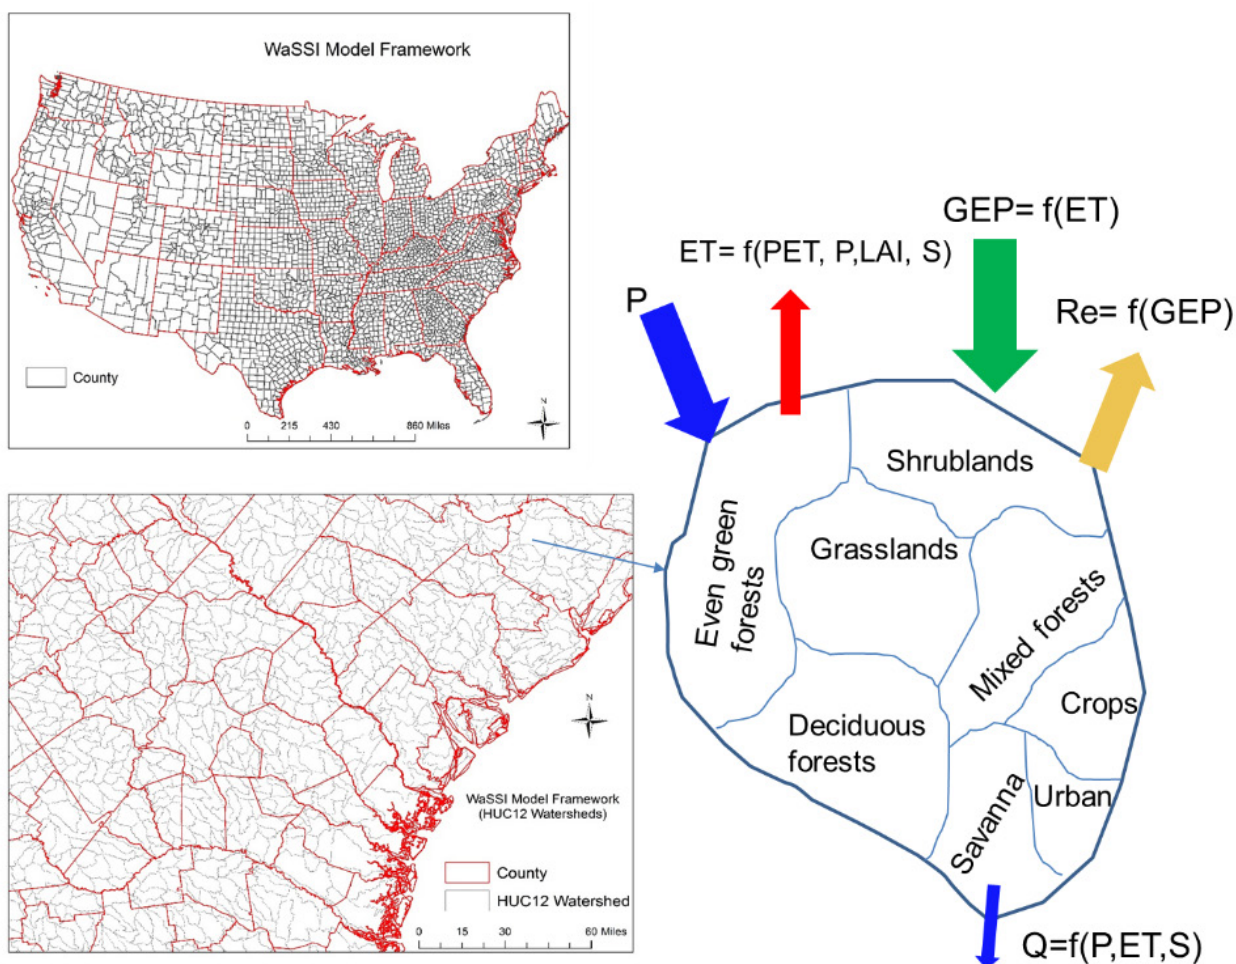 WaSSI Model Framework
County
N
0 215 430 860 Miles
WaSSI Model Framework
(HUC12 Watersheds)
N
County
HUC12 Watershed
0 15 30 60 Miles
GEP= f(ET)
ET= f(PET, P,LAI, S)
P
Re= f(GEP)
Shrublands
Grasslands
Even green
forests
Mixed forests
Crops
Deciduous
forests
Savanna
Urban
Q=f(P,ET,S)